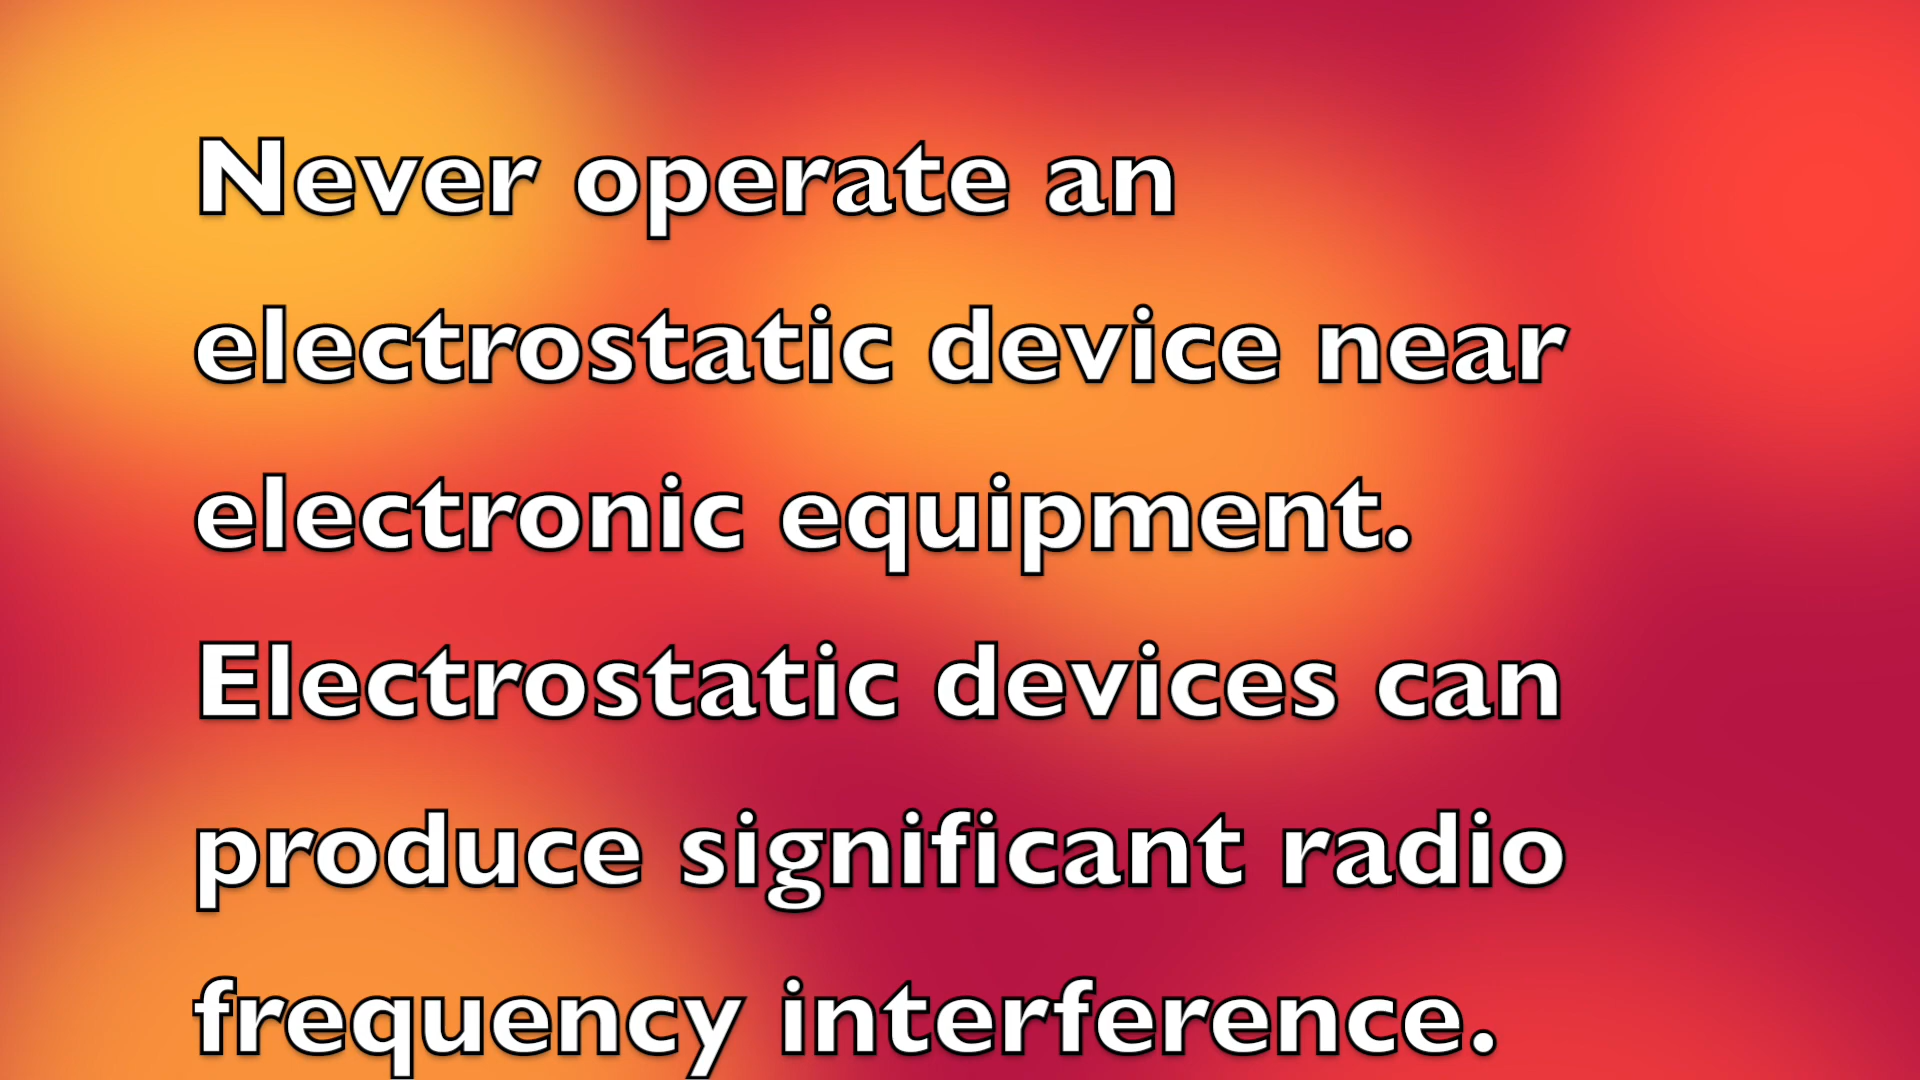 Never operate an
electrostatic device near
electronic equipment.
Electrostatic devices can
produce significant radio
frequency interference.